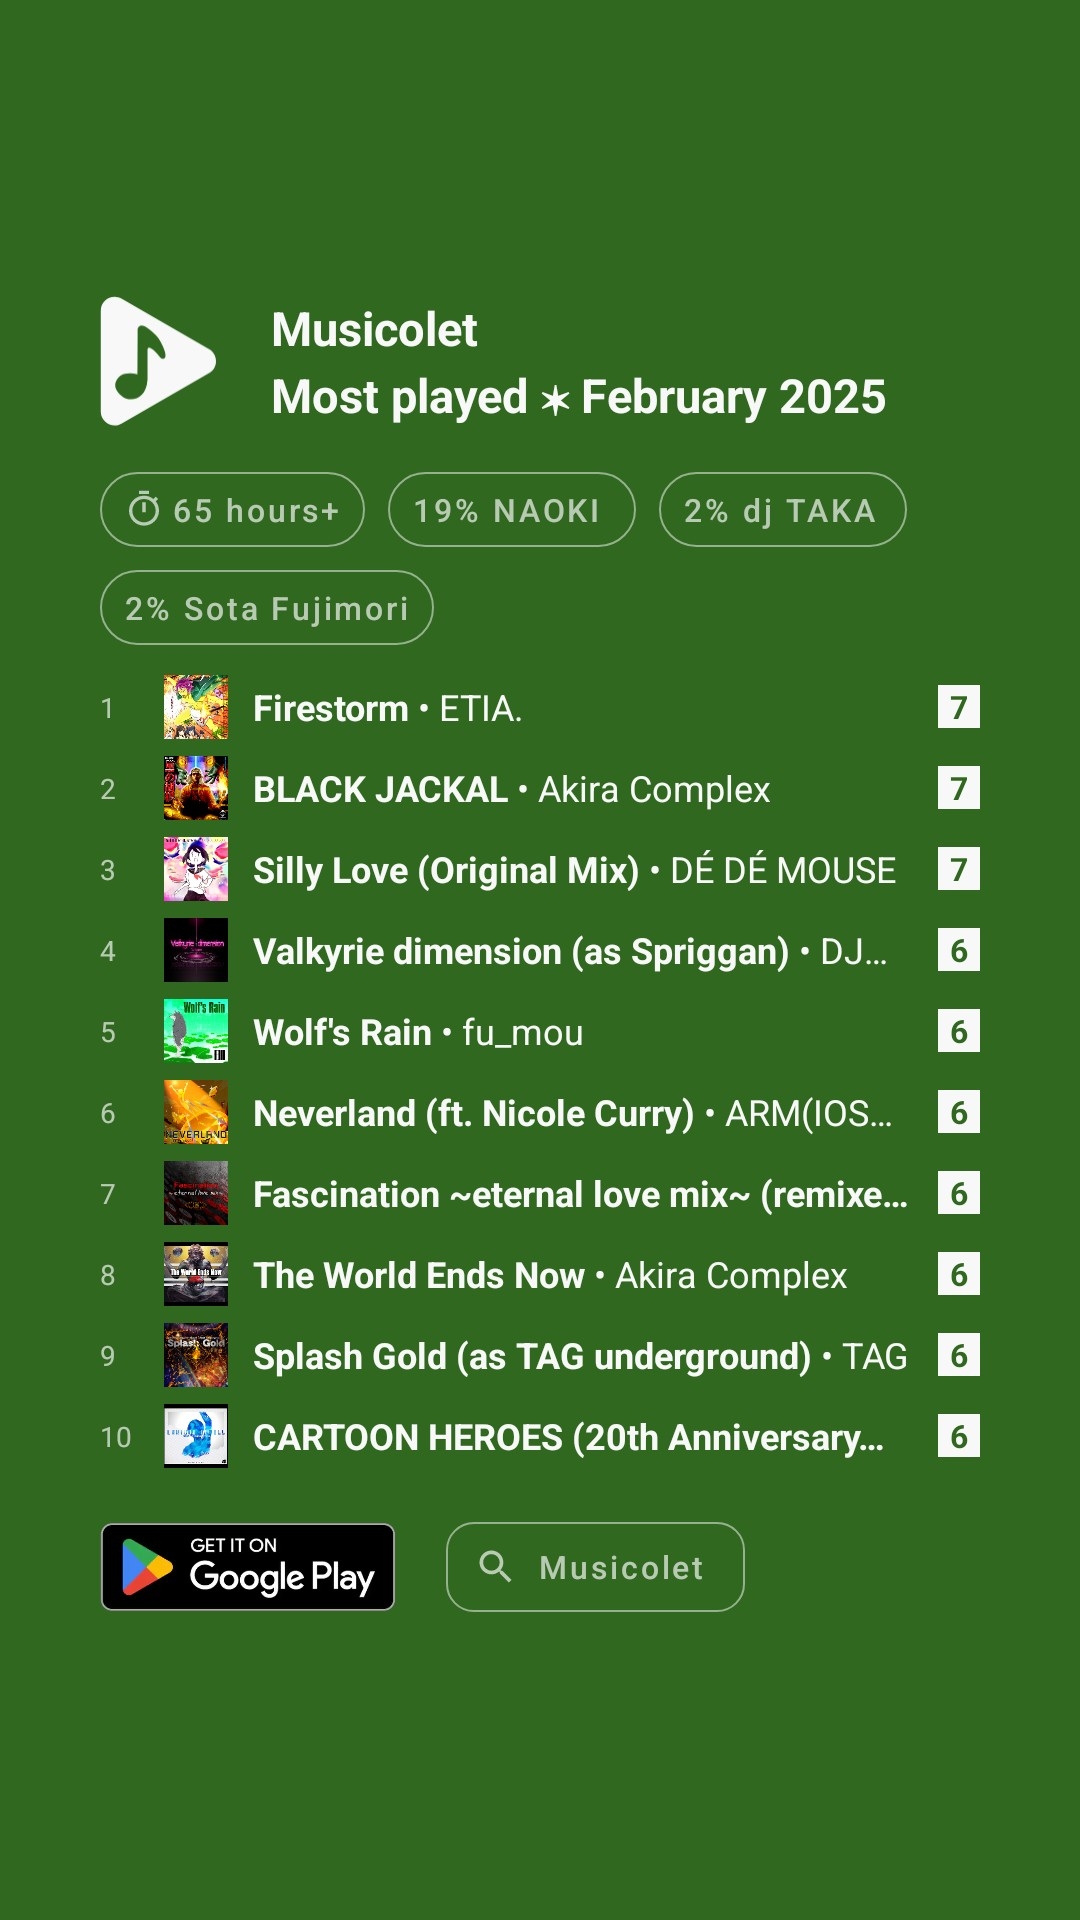 Musicolet
Most played ✶ February 2025
65 hours+
19% NAOKI
2% dj TAKA
2% Sota Fujimori
1 Firestorm • ETIA. 7
2 BLACK JACKAL • Akira Complex 7
3 Silly Love (Original Mix) • DÉ DÉ MOUSE 7
4 Valkyrie dimension (as Spriggan) • DJ... 6
5 Wolf's Rain • fu_mou 6
6 Neverland (ft. Nicole Curry) • ARM(IOS... 6
7 Fascination ~eternal love mix~ (remixe... 6
8 The World Ends Now • Akira Complex 6
9 Splash Gold (as TAG underground) • TAG 6
10 CARTOON HEROES (20th Anniversary... 6
GET IT ON
Google Play
Musicolet